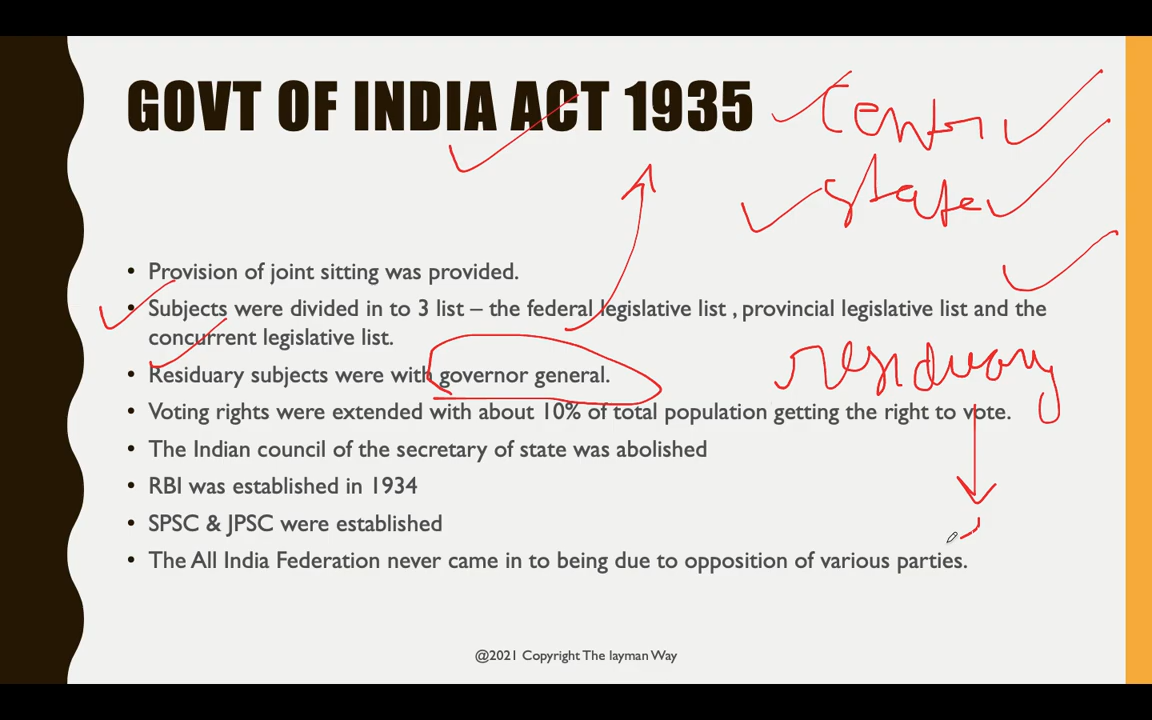 GOVT OF INDIA ACT 1935
Centr
state
• Provision of joint sitting was provided.
• Subjects were divided in to 3 list – the federal legislative list , provincial legislative list and the
concurrent legislative list.
residuary
• Residuary subjects were with governor general.
• Voting rights were extended with about 10% of total population getting the right to vote.
• The Indian council of the secretary of state was abolished
• RBI was established in 1934
• SPSC & JPSC were established
• The All India Federation never came in to being due to opposition of various parties.
@2021 Copyright The layman Way